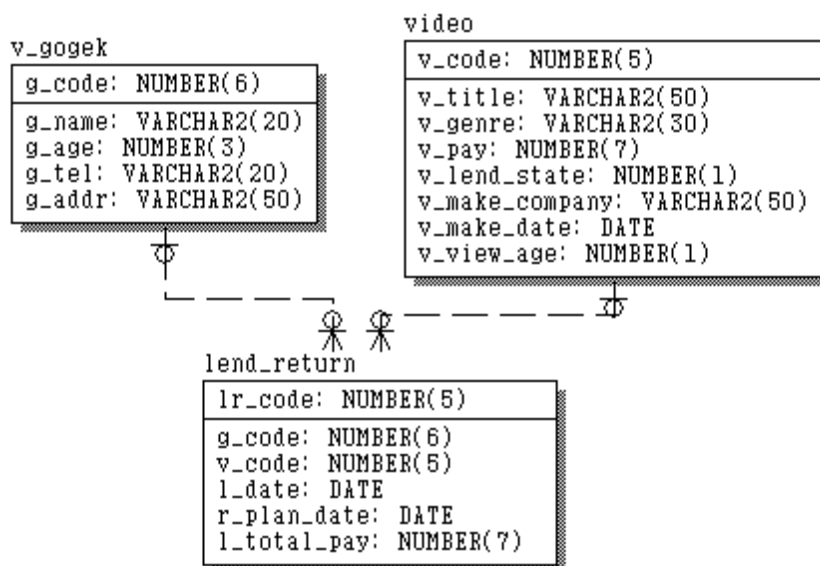 v_gogek
g_code: NUMBER(6)
g_name: VARCHAR2(20)
g_age: NUMBER(3)
g_tel: VARCHAR2(20)
g_addr: VARCHAR2(50)
video
v_code: NUMBER(5)
v_title: VARCHAR2(50)
v_genre: VARCHAR2(30)
v_pay: NUMBER(7)
v_lend_state: NUMBER(1)
v_make_company: VARCHAR2(50)
v_make_date: DATE
v_view_age: NUMBER(1)
lend_return
lr_code: NUMBER(5)
g_code: NUMBER(6)
v_code: NUMBER(5)
l_date: DATE
r_plan_date: DATE
l_total_pay: NUMBER(7)